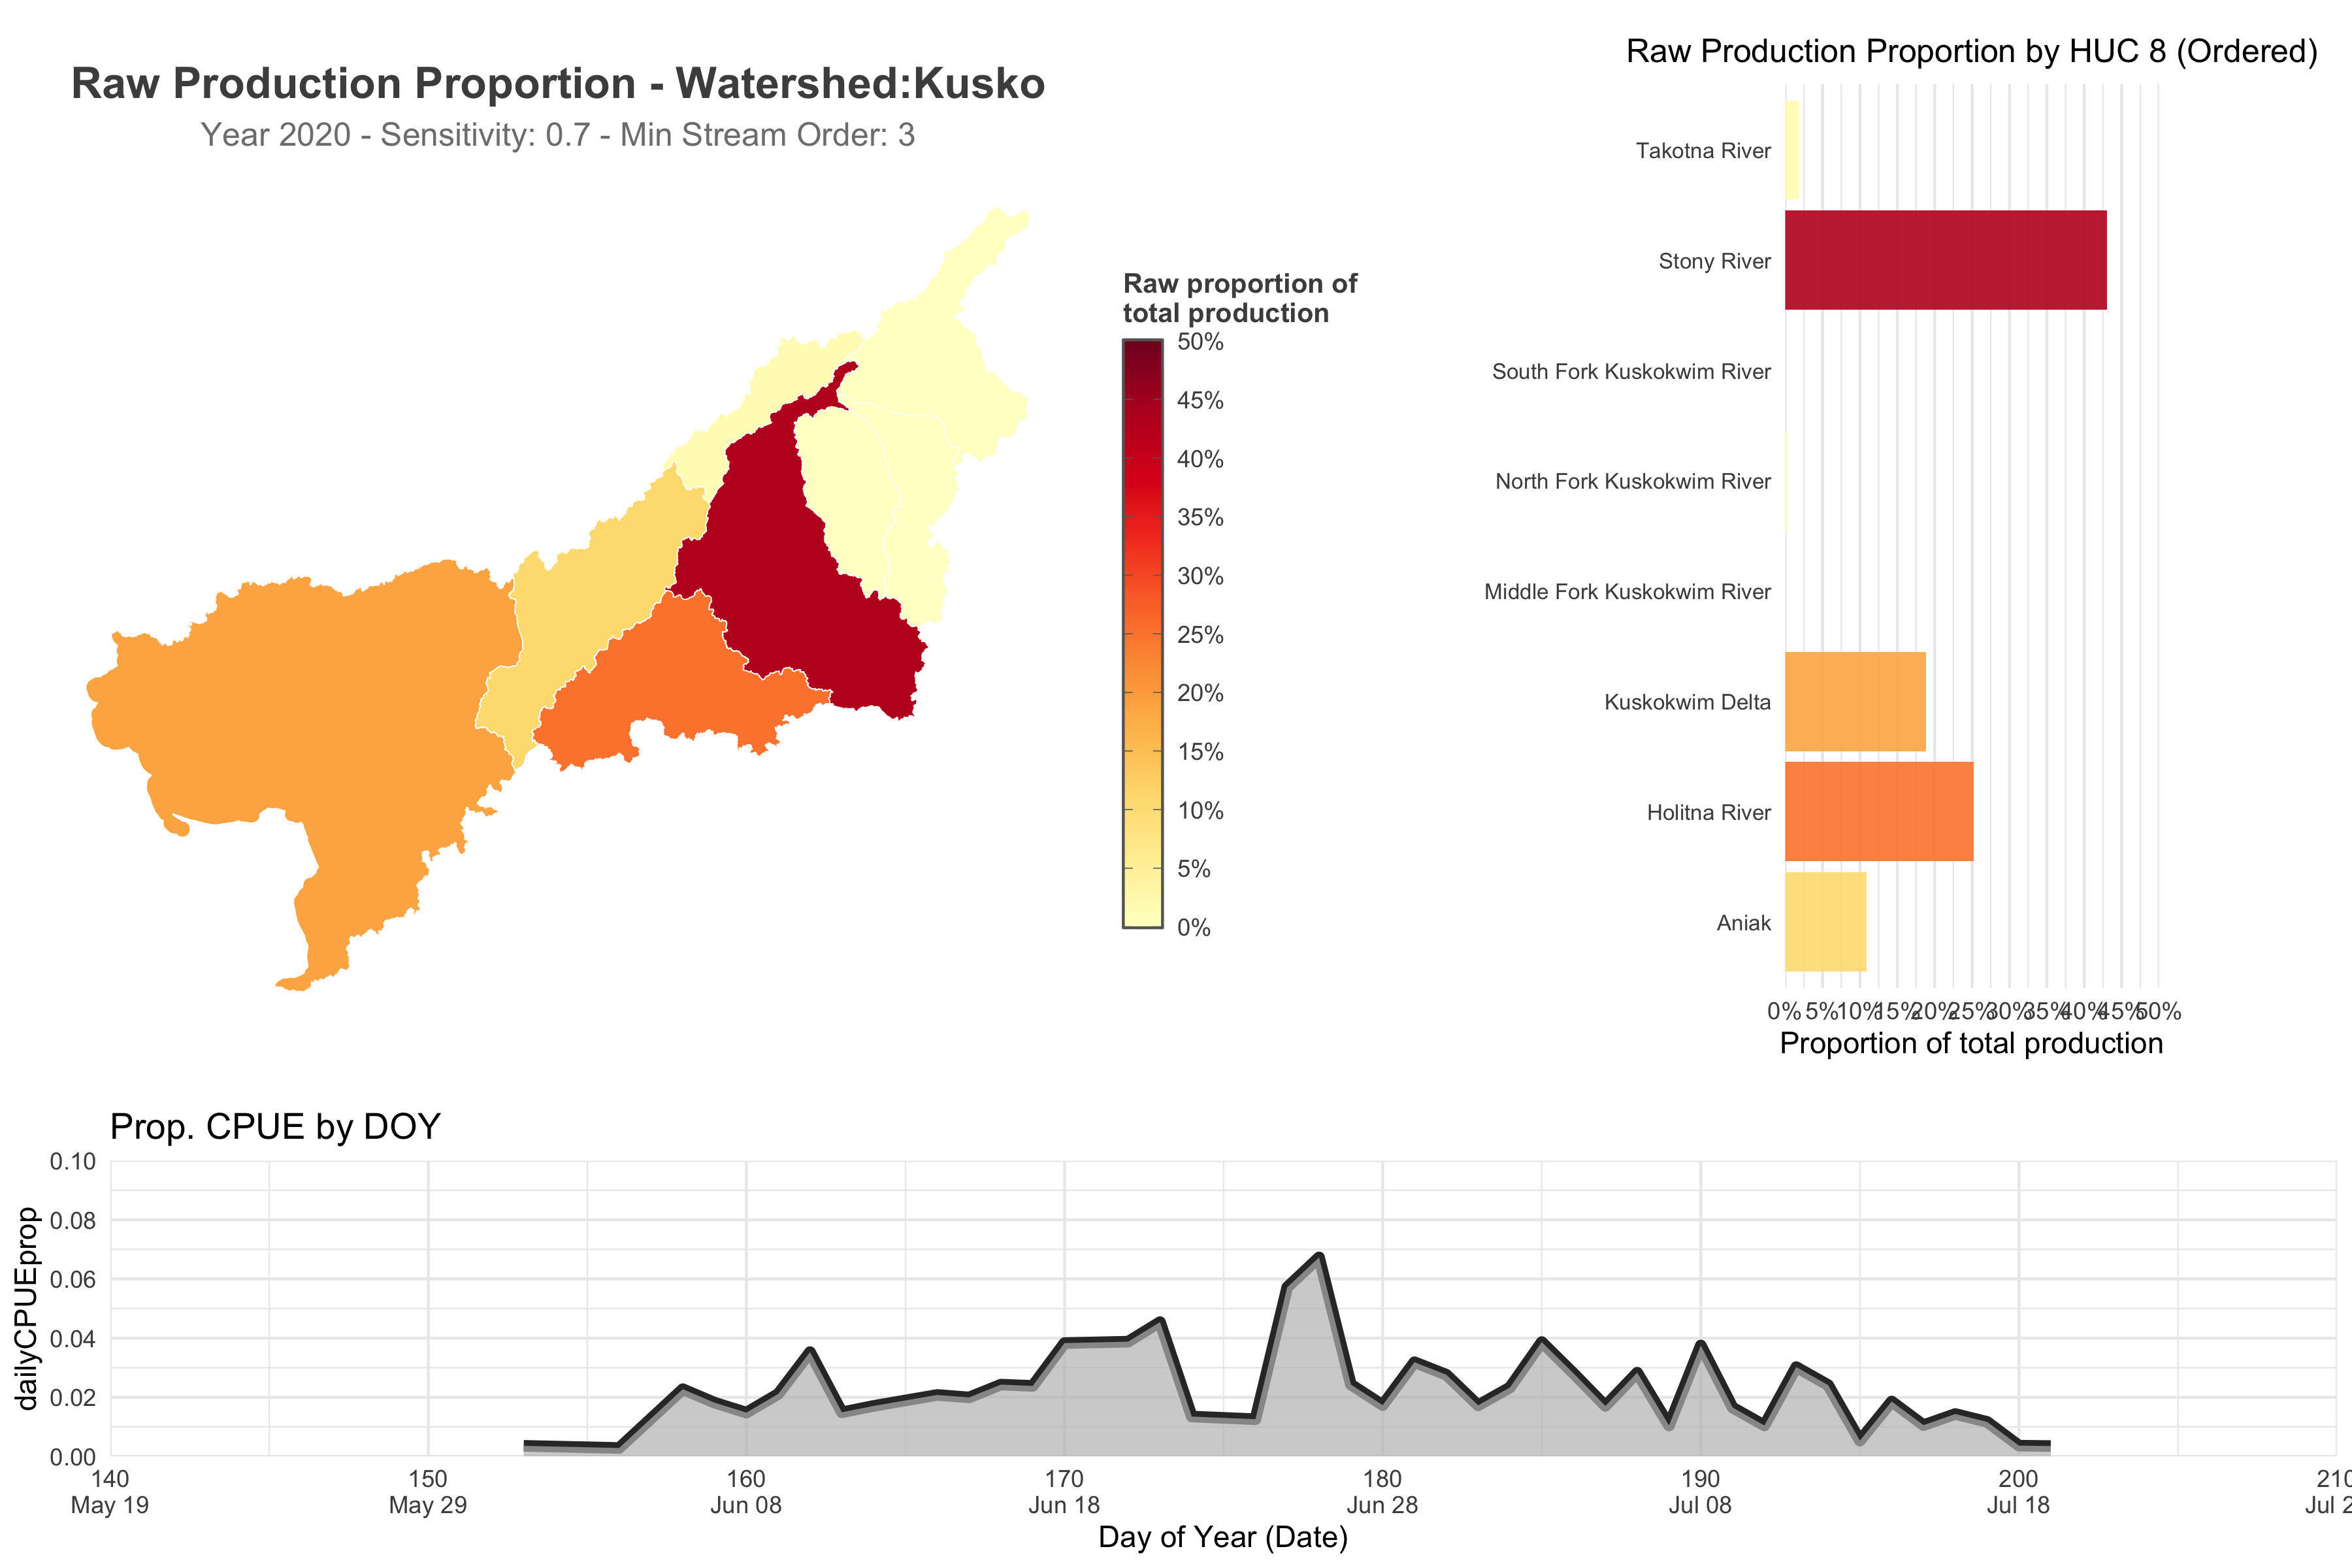 Raw Production Proportion - Watershed:Kusko
Year 2020 - Sensitivity: 0.7 - Min Stream Order: 3
Raw proportion of
total production
50%
45%
40%
35%
30%
25%
20%
15%
10%
5%
0%
Raw Production Proportion by HUC 8 (Ordered)
Takotna River
Stony River
South Fork Kuskokwim River
North Fork Kuskokwim River
Middle Fork Kuskokwim River
Kuskokwim Delta
Holitna River
Aniak
0% 5% 10% 15% 20% 25% 30% 35% 40% 45% 50%
Proportion of total production
Prop. CPUE by DOY
dailyCPUEprop
0.10
0.08
0.06
0.04
0.02
0.00
140 150 160 170 180 190 200 210
May 19 May 29 Jun 08 Jun 18 Jun 28 Jul 08 Jul 18 Jul 2
Day of Year (Date)